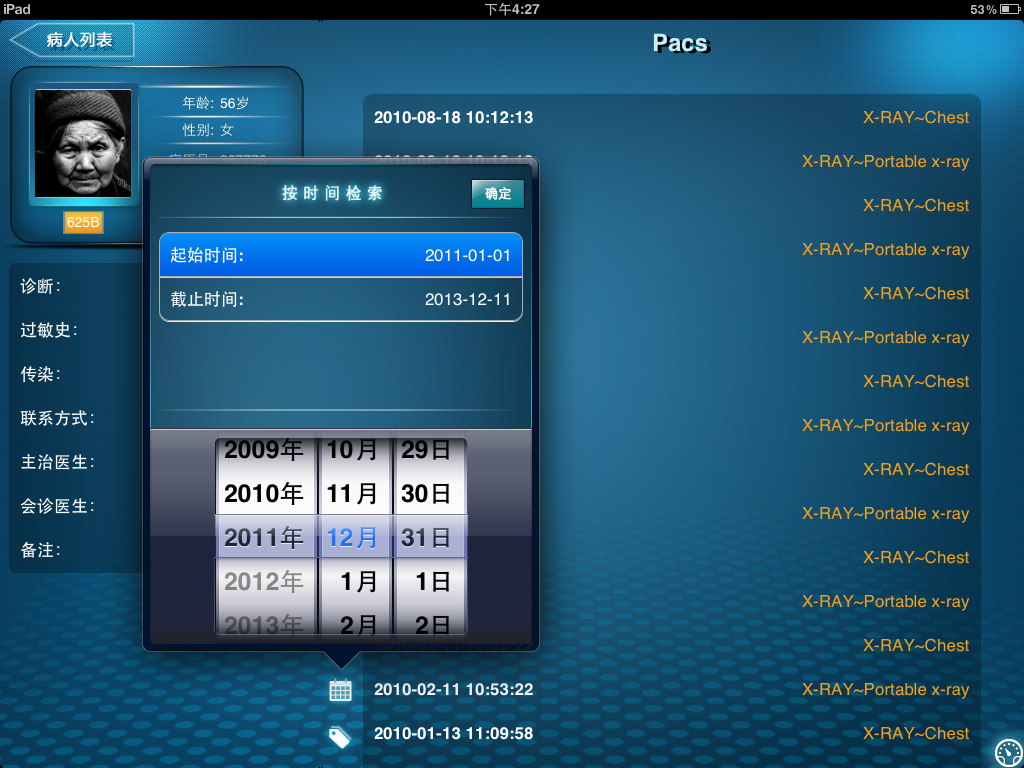 iPad 下午4:27 53%
病人列表
Pacs
年龄: 56岁
性别: 女
625B
诊断:
过敏史:
传染:
联系方式:
主治医生:
会诊医生:
备注:
按时间检索 确定
起始时间: 2011-01-01
截止时间: 2013-12-11
2009年 10月 29日
2010年 11月 30日
2011年 12月 31日
2012年 1月 1日
2013年 2月 2日
2010-08-18 10:12:13 X-RAY~Chest
X-RAY~Portable x-ray
X-RAY~Chest
X-RAY~Portable x-ray
X-RAY~Chest
X-RAY~Portable x-ray
X-RAY~Chest
X-RAY~Portable x-ray
X-RAY~Chest
X-RAY~Portable x-ray
X-RAY~Chest
X-RAY~Portable x-ray
X-RAY~Chest
2010-02-11 10:53:22 X-RAY~Portable x-ray
2010-01-13 11:09:58 X-RAY~Chest